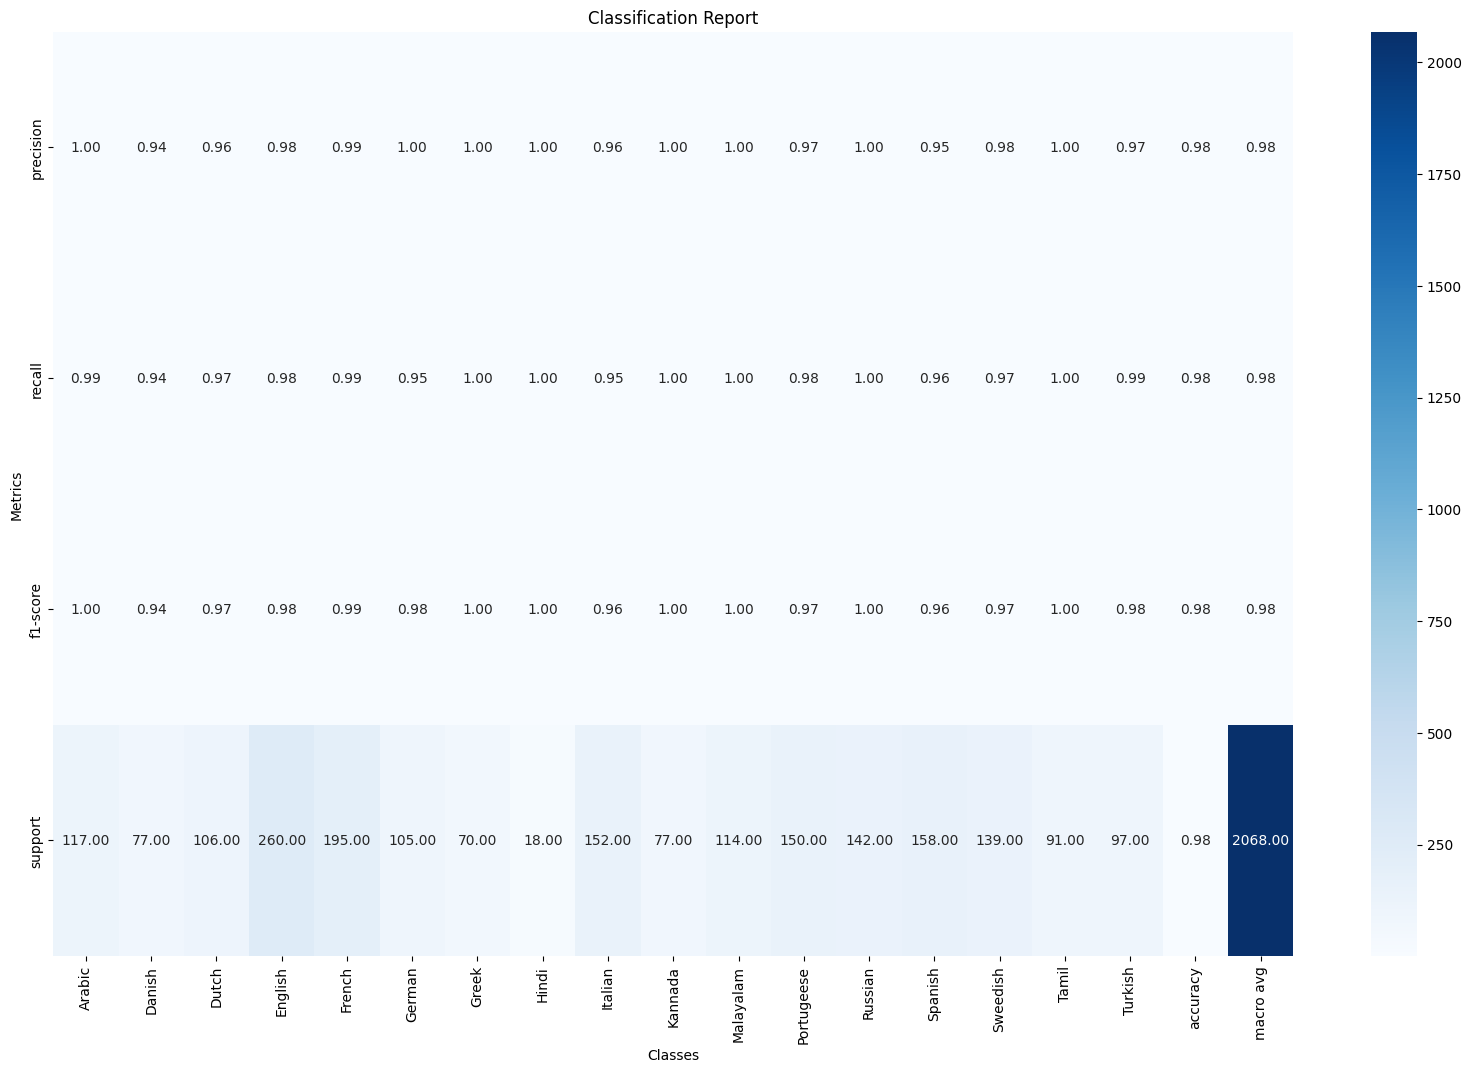 Classification Report
precision 1.00 0.94 0.96 0.98 0.99 1.00 1.00 1.00 0.96 1.00 1.00 0.97 1.00 0.95 0.98 1.00 0.97 0.98 0.98
recall 0.99 0.94 0.97 0.98 0.99 0.95 1.00 1.00 0.95 1.00 1.00 0.98 1.00 0.96 0.97 1.00 0.99 0.98 0.98
f1-score 1.00 0.94 0.97 0.98 0.99 0.98 1.00 1.00 0.96 1.00 1.00 0.97 1.00 0.96 0.97 1.00 0.98 0.98 0.98
support 117.00 77.00 106.00 260.00 195.00 105.00 70.00 18.00 152.00 77.00 114.00 150.00 142.00 158.00 139.00 91.00 97.00 0.98 2068.00
Arabic Danish Dutch English French German Greek Hindi Italian Kannada Malayalam Portugeese Russian Spanish Sweedish Tamil Turkish accuracy macro avg
Classes
Metrics
2000
1750
1500
1250
1000
750
500
250